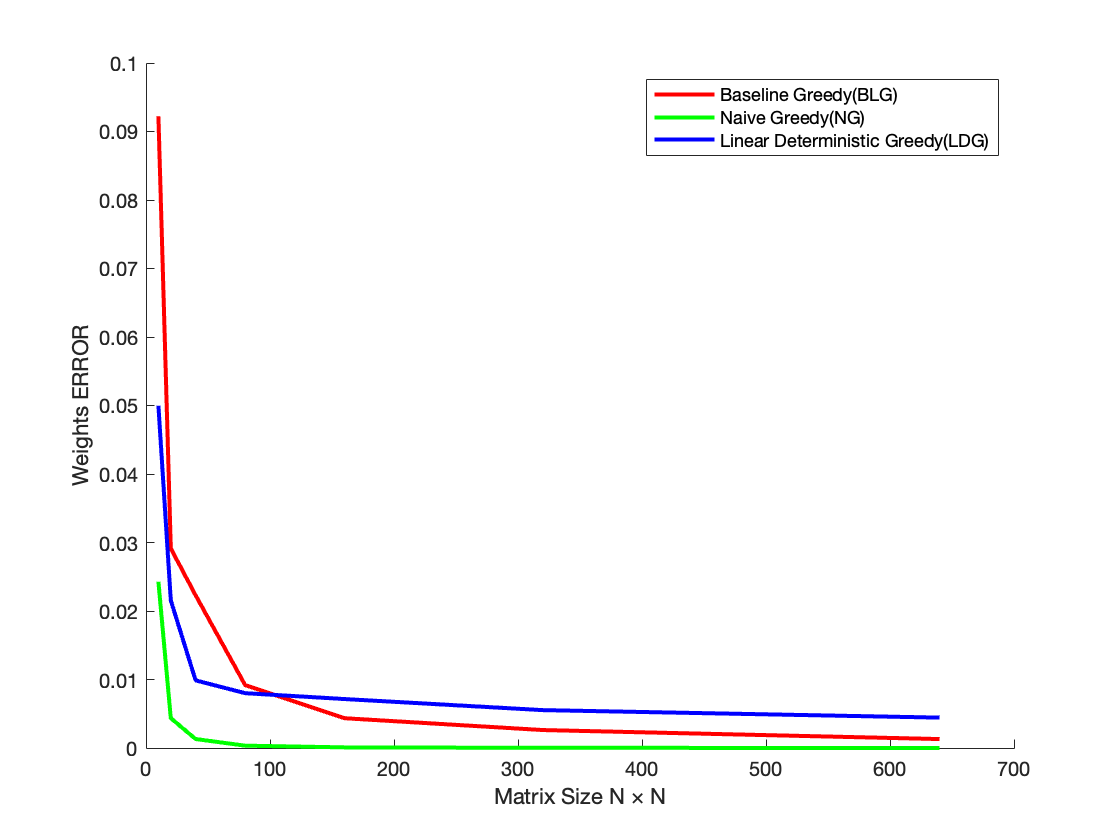 Baseline Greedy(BLG)
Naive Greedy(NG)
Linear Deterministic Greedy(LDG)
Weights ERROR
0.1
0.09
0.08
0.07
0.06
0.05
0.04
0.03
0.02
0.01
0
0 100 200 300 400 500 600 700
Matrix Size N × N